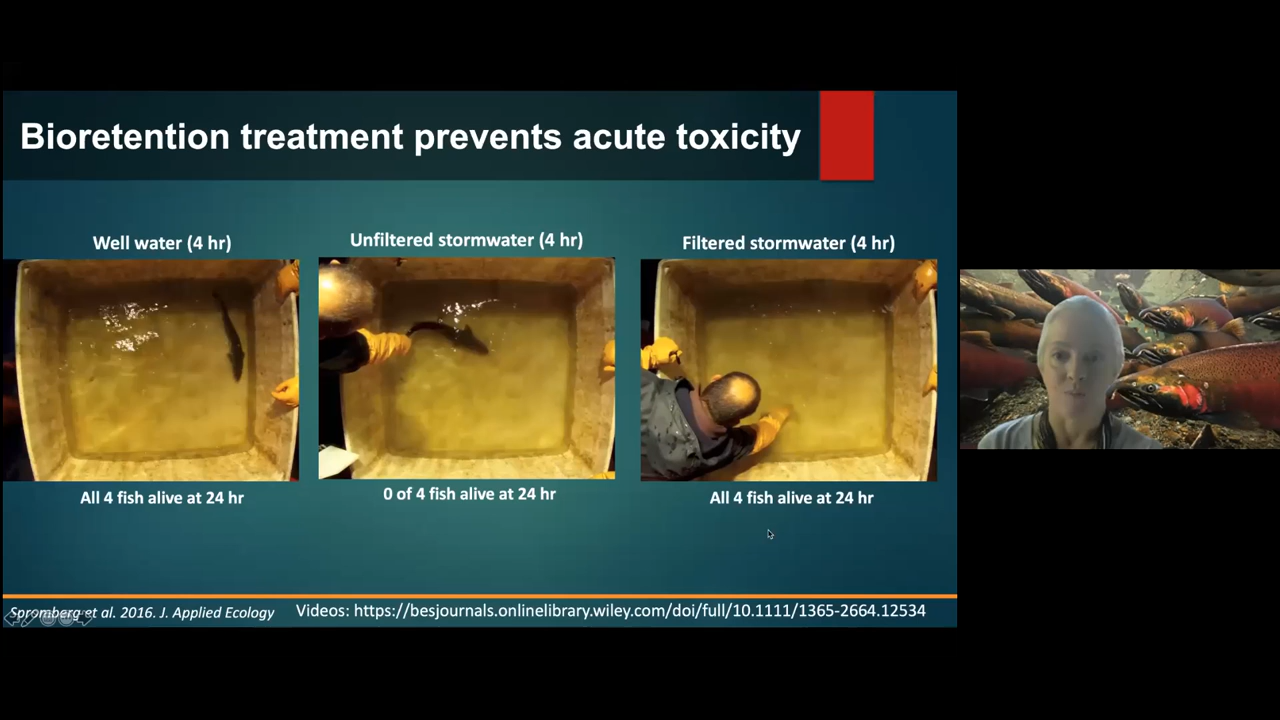 Bioretention treatment prevents acute toxicity
Well water (4 hr)
Unfiltered stormwater (4 hr)
Filtered stormwater (4 hr)
All 4 fish alive at 24 hr
0 of 4 fish alive at 24 hr
All 4 fish alive at 24 hr
Spromberg et al. 2016. J. Applied Ecology
Videos: https://besjournals.onlinelibrary.wiley.com/doi/full/10.1111/1365-2664.12534